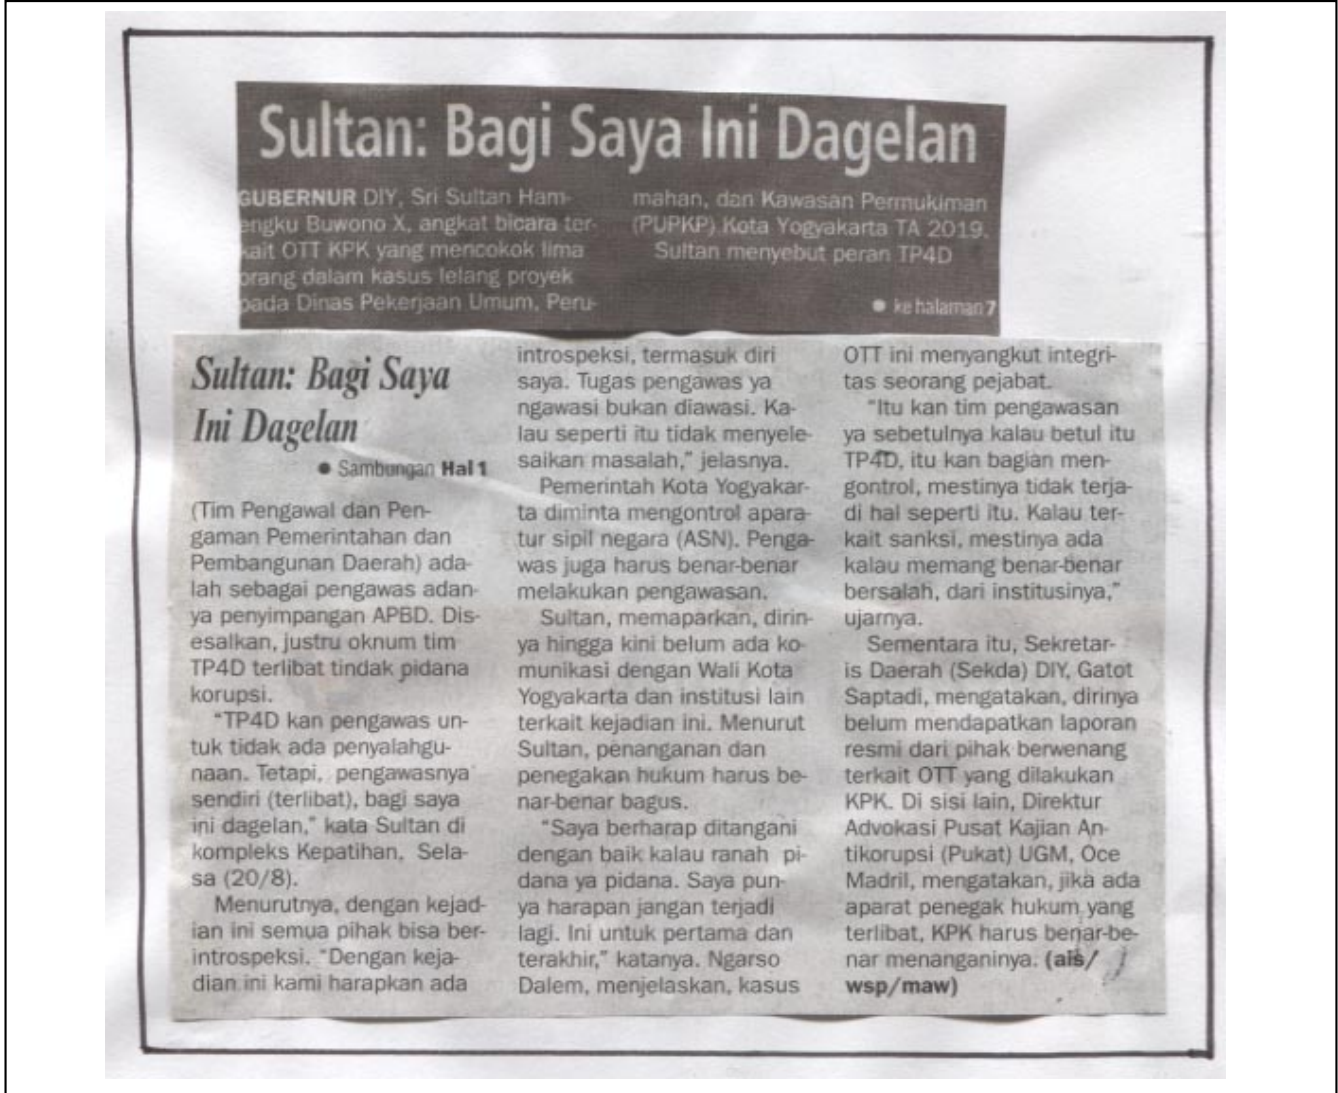 Sultan: Bagi Saya Ini Dagelan
GUBERNUR DIY, Sri Sultan Ham-
engku Buwono X, angkat bicara ter-
kait OTT KPK yang mencokok lima
orang dalam kasus lelang proyek
pada Dinas Pekerjaan Umum, Peru-
mahan, dan Kawasan Permukiman
(PUPKP) Kota Yogyakarta TA 2019.
Sultan menyebut peran TP4D
● ke halaman 7
Sultan: Bagi Saya
Ini Dagelan
● Sambungan Hal 1
(Tim Pengawal dan Pen-
gaman Pemerintahan dan
Pembangunan Daerah) ada-
lah sebagai pengawas adan-
ya penyimpangan APBD. Dis-
esalkan, justru oknum tim
TP4D terlibat tindak pidana
korupsi.
"TP4D kan pengawas un-
tuk tidak ada penyalahgu-
naan. Tetapi, pengawasnya
sendiri (terlibat), bagi saya
ini dagelan," kata Sultan di
kompleks Kepatihan, Sela-
sa (20/8).
Menurutnya, dengan kejad-
ian ini semua pihak bisa ber-
introspeksi. "Dengan keja-
dian ini kami harapkan ada
introspeksi, termasuk diri
saya. Tugas pengawas ya
ngawasi bukan diawasi. Ka-
lau seperti itu tidak menyele-
saikan masalah," jelasnya.
Pemerintah Kota Yogyakar-
ta diminta mengontrol apara-
tur sipil negara (ASN). Penga-
was juga harus benar-benar
melakukan pengawasan.
Sultan, memaparkan, dirin-
ya hingga kini belum ada ko-
munikasi dengan Wali Kota
Yogyakarta dan institusi lain
terkait kejadian ini. Menurut
Sultan, penanganan dan
penegakan hukum harus be-
nar-benar bagus.
"Saya berharap ditangani
dengan baik kalau ranah pi-
dana ya pidana. Saya pun-
ya harapan jangan terjadi
lagi. Ini untuk pertama dan
terakhir," katanya. Ngarso
Dalem, menjelaskan, kasus
OTT ini menyangkut integri-
tas seorang pejabat.
"Itu kan tim pengawasan
ya sebetulnya kalau betul itu
TP4D, itu kan bagian men-
gontrol, mestinya tidak terja-
di hal seperti itu. Kalau ter-
kait sanksi, mestinya ada
kalau memang benar-benar
bersalah, dari institusinya,"
ujarnya.
Sementara itu, Sekretar-
is Daerah (Sekda) DIY, Gatot
Saptadi, mengatakan, dirinya
belum mendapatkan laporan
resmi dari pihak berwenang
terkait OTT yang dilakukan
KPK. Di sisi lain, Direktur
Advokasi Pusat Kajian An-
tikorupsi (Pukat) UGM, Oce
Madril, mengatakan, jika ada
aparat penegak hukum yang
terlibat, KPK harus benar-be-
nar menanganinya. (ais/
wsp/maw)